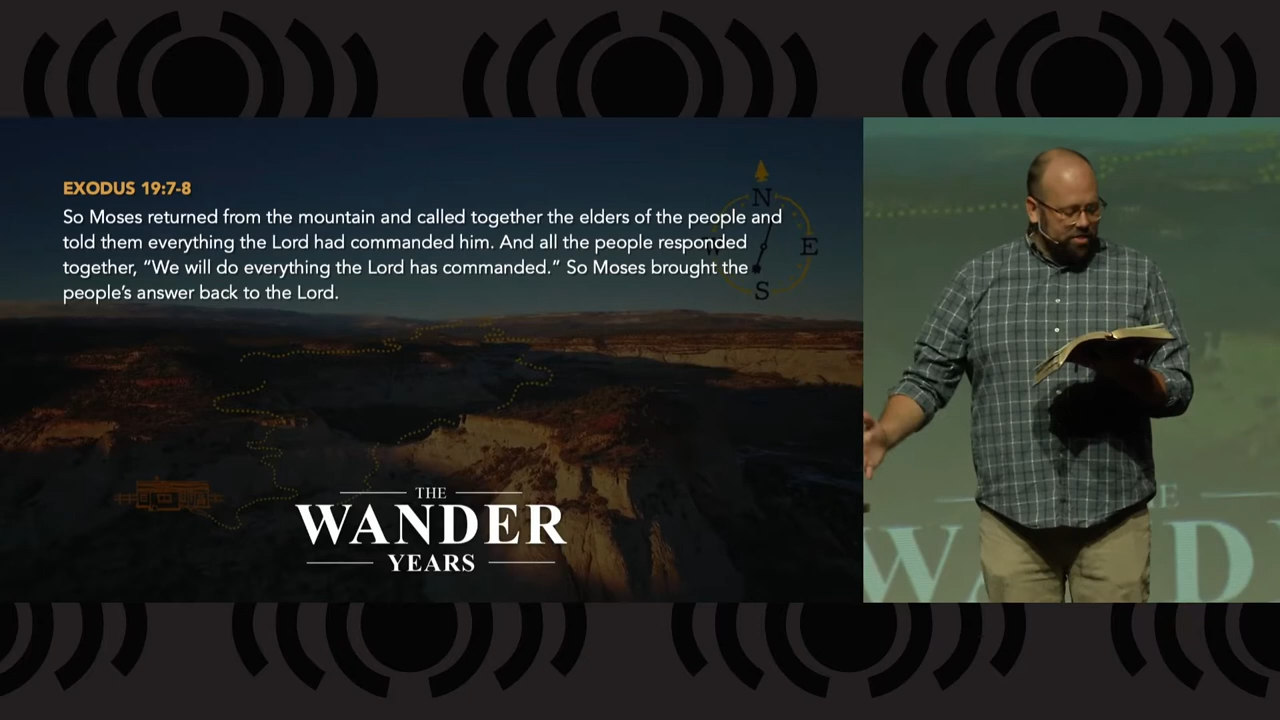 EXODUS 19:7-8
So Moses returned from the mountain and called together the elders of the people and
told them everything the Lord had commanded him. And all the people responded
together, “We will do everything the Lord has commanded.” So Moses brought the
people’s answer back to the Lord.
N
E
S
THE
WANDER
YEARS
E
WAND